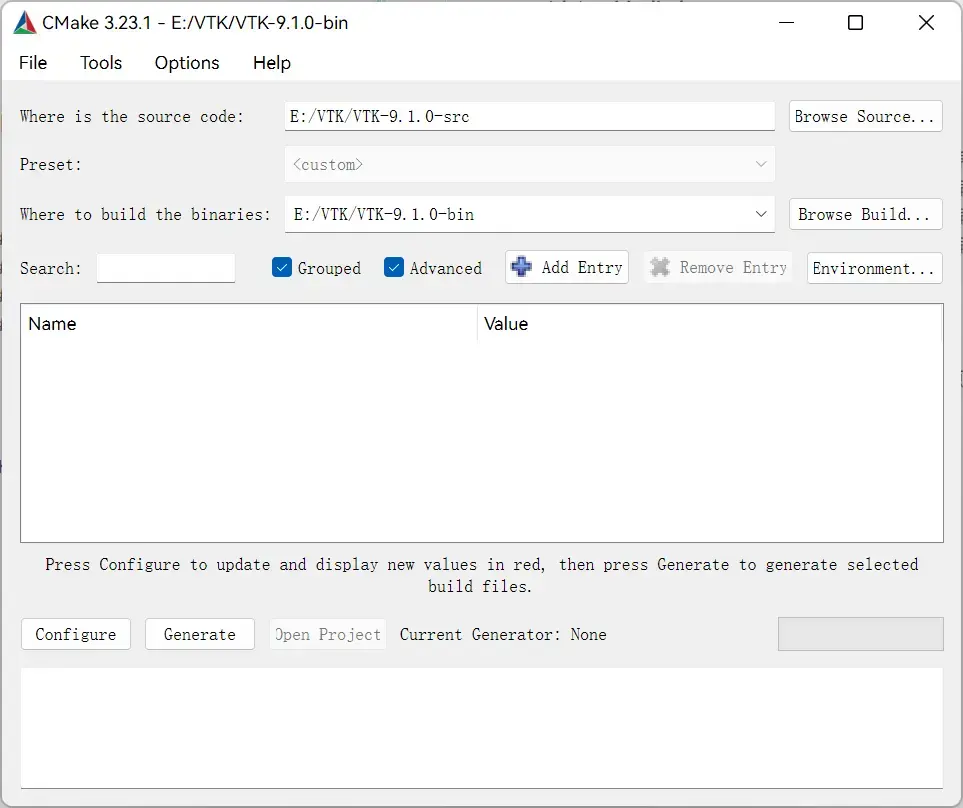 CMake 3.23.1 - E:/VTK/VTK-9.1.0-bin
File Tools Options Help
Where is the source code: E:/VTK/VTK-9.1.0-src Browse Source...
Preset: <custom>
Where to build the binaries: E:/VTK/VTK-9.1.0-bin Browse Build...
Search: Grouped Advanced Add Entry Remove Entry Environment...
Name Value
Press Configure to update and display new values in red, then press Generate to generate selected
build files.
Configure Generate Open Project Current Generator: None